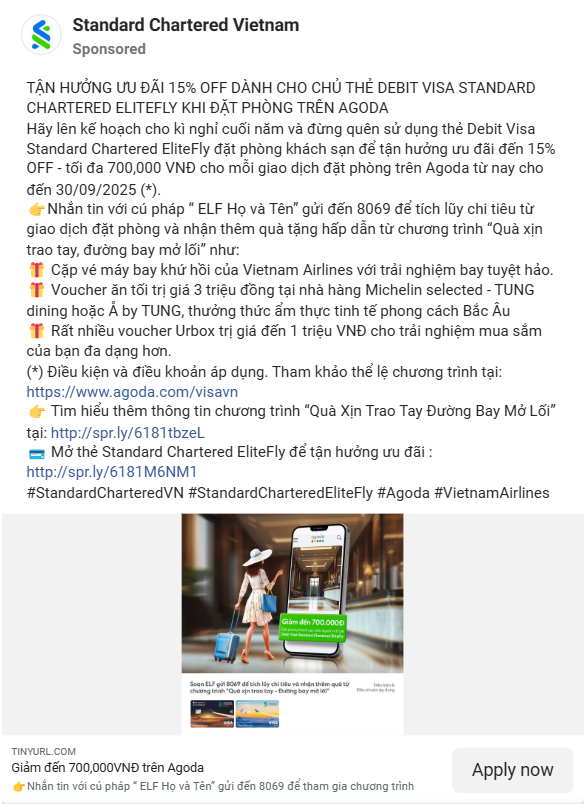 Standard Chartered Vietnam
Sponsored
TẬN HƯỞNG ƯU ĐÃI 15% OFF DÀNH CHO CHỦ THẺ DEBIT VISA STANDARD
CHARTERED ELITEFLY KHI ĐẶT PHÒNG TRÊN AGODA
Hãy lên kế hoạch cho kì nghỉ cuối năm và đừng quên sử dụng thẻ Debit Visa
Standard Chartered EliteFly đặt phòng khách sạn để tận hưởng ưu đãi đến 15%
OFF - tối đa 700,000 VNĐ cho mỗi giao dịch đặt phòng trên Agoda từ nay cho
đến 30/09/2025 (*).
👉Nhắn tin với cú pháp “ ELF Họ và Tên” gửi đến 8069 để tích lũy chi tiêu từ
giao dịch đặt phòng và nhận thêm quà tặng hấp dẫn từ chương trình “Quà xịn
trao tay, đường bay mở lối” như:
🎁 Cặp vé máy bay khứ hồi của Vietnam Airlines với trải nghiệm bay tuyệt hảo.
🎁 Voucher ăn tối trị giá 3 triệu đồng tại nhà hàng Michelin selected - TUNG
dining hoặc Å by TUNG, thưởng thức ẩm thực tinh tế phong cách Bắc Âu
🎁 Rất nhiều voucher Urbox trị giá đến 1 triệu VNĐ cho trải nghiệm mua sắm
của bạn đa dạng hơn.
(*) Điều kiện và điều khoản áp dụng. Tham khảo thể lệ chương trình tại:
https://www.agoda.com/visavn
👉 Tìm hiểu thêm thông tin chương trình “Quà Xịn Trao Tay Đường Bay Mở Lối”
tại: http://spr.ly/6181tbzeL
💳 Mở thẻ Standard Chartered EliteFly để tận hưởng ưu đãi :
http://spr.ly/6181M6NM1
#StandardCharteredVN #StandardCharteredEliteFly #Agoda #VietnamAirlines
agoda
Giảm đến 700.000Đ
Soạn ELF gửi 8069 để tích lũy chi tiêu và nhận thêm quà từ
chương trình “Quà xịn trao tay - Đường bay mở lối”
Điều kiện &
Điều khoản áp dụng
VISA
VISA
TINYURL.COM
Giảm đến 700,000VNĐ trên Agoda
👉Nhắn tin với cú pháp “ ELF Họ và Tên” gửi đến 8069 để tham gia chương trình
Apply now